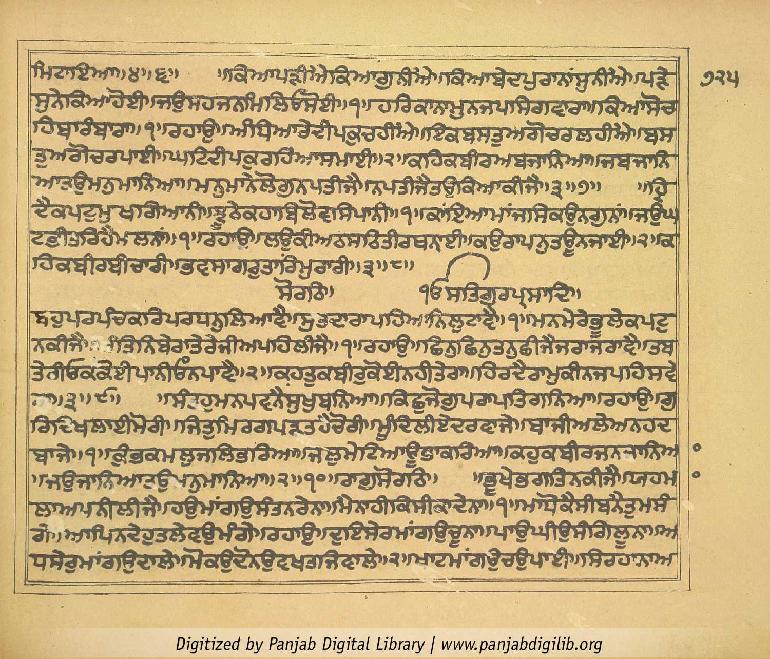 ਮਿਟਾਇਆ॥੪॥੬॥ ॥ਕਿਆਪੜੀਐਕਿਆਗੁਨੀਐ॥ਕਿਆਬੇਦਪੁਰਾਨਾਂਸੁਨੀਐ॥ਪੜੇ ੭੨੫
ਸੁਨੇਕਿਆਹੋਈ॥ਜਉਸਹਜਨਮਿਲਿਓਸੋਈ॥੧॥ਹਰਿਕਾਨਾਮੁਨਜਪਸਿਗਵਾਰਾ॥ਕਿਆਸੋਚ
ਹਿਬਾਰੰਬਾਰਾ॥੧॥ਰਹਾਉ॥ਅੰਧਿਆਰੇਦੀਪਕੁਚਹੀਐ॥ਇਕਬਸਤੁਅਗੋਚਰਲਹੀਐ॥ਬਸ
ਤੁਅਗੋਚਰਪਾਈ॥ਘਟਿਦੀਪਕੁਰਹਿਆਸਮਾਈ॥੨॥ਕਹਿਕਬੀਰਅਬਜਾਨਿਆ॥ਜਬਜਾਨਿ
ਆਤਉਮਨੁਮਾਨਿਆ॥ਮਨੁਮਾਨੇਲੋਗੁਨਪਤੀਜੈ॥ਨਪਤੀਜੈਤਉਕਿਆਕੀਜੈ॥੩॥੭॥ ॥ਹ੍ਰਿ
ਦੈਕਪਟੁਮੁਖਗਿਆਨੀ॥ਝੂਠੇਕਹਾਬਿਲੋਵਸਿਪਾਨੀ॥੧॥ਕਾਂਇਆਮਾਂਜਸਿਕਉਨਗੁਨਾਂ॥ਜਉਘ
ਟਭੀਤਰਿਹੈਮਲਨਾਂ॥੧॥ਰਹਾਉ॥ਲਉਕੀਅਠਸਠਿਤੀਰਥਨ੍ਹਾਈ॥ਕਉਰਾਪਨੁਤਊਨਜਾਈ॥੨॥ਕ
ਹਿਕਬੀਰਬੀਚਾਰੀ॥ਭਵਸਾਗਰੁਤਾਰਿਮੁਰਾਰੀ॥੩॥੮॥
ਸੋਰਠਿ॥ ੴਸਤਿਗੁਰਪ੍ਰਸਾਦਿ॥
ਬਹੁਪਰਪੰਚਕਰਿਪਰਧਨੁਲਿਆਵੈ॥ਸੁਤਦਾਰਾਪਹਿਆਨਿਲੁਟਾਵੈ॥੧॥ਮਨਮੇਰੇਭੂਲੇਕਪਟੁ
ਨਕੀਜੈ॥ਅੰਤਿਨਿਬੇਰਾਤੇਰੇਜੀਅਪਹਿਲੀਜੈ॥੧॥ਰਹਾਉ॥ਛਿਨੁਛਿਨੁਤਨੁਛੀਜੈਜਰਾਜਨਾਵੈ॥ਤਬ
ਤੇਰੀਓਕਕੋਈਪਾਨੀਓਨਪਾਵੈ॥੨॥ਕਹਤੁਕਬੀਰੁਕੋਈਨਹੀਤੇਰਾ॥ਹਿਰਦੈਰਾਮੁਕੀਨਜਪਹਿਸਵੇ
ਰਾ॥੩॥੯॥ ॥ਸੰਤਹੁਮਨਪਵਨੈਸੁਖੁਬਨਿਆ॥ਕਿਛੁਜੋਗੁਪਰਾਪਤਿਗਨਿਆ॥ਰਹਾਉ॥ਗੁ
ਰਿਦਿਖਲਾਈਮੋਰੀ॥ਜਿਤੁਮਿਰਗਪੜਤਹੈਚੋਰੀ॥ਮੂੰਦਿਲੀਏਦਰਵਾਜੇ॥ਬਾਜੀਅਲੇਅਨਹਦ
ਬਾਜੇ॥੧॥ਕੁੰਭਕਮਲੁਜਲਿਭਰਿਆ॥ਜਲੁਮੇਟਿਆਊਭਾਕਰਿਆ॥ਕਹੁਕਬੀਰਜਨਜਾਨਿਆ
॥ਜਉਜਾਨਿਆਤਉਮਨੁਮਾਨਿਆ॥੨॥੧੦॥ਰਾਗੁਸੋਰਠਿ॥ ॥ਭੂਖੇਭਗਤਿਨਕੀਜੈ॥ਯਹਮ
ਾਲਾਅਪਨੀਲੀਜੈ॥ਹਉਮਾਂਗਉਸੰਤਨਰੇਨਾ॥ਮੈਨਾਹੀਕਿਸੀਕਾਦੇਨਾ॥੧॥ਮਾਧੋਕੈਸੀਬਨੈਤੁਮਸੰ
ਗੇ॥ਆਪਿਨਦੇਹੁਤਲੇਵਉਮੰਗੇ॥ਰਹਾਉ॥ਦੁਇਸੇਰਮਾਂਗਉਚੂਨਾ॥ਪਾਉਘੀਉਸੰਗਿਲੂਨਾ॥ਅ
ਧਸੇਰੁਮਾਂਗਉਦਾਲੇ॥ਮੋਕਉਦੋਨਉਵਖਤਜਿਵਾਲੇ॥੨॥ਖਾਟਮਾਂਗਉਚਉਪਾਈ॥ਸਿਰਹਾਨਾਅ
Digitized by Panjab Digital Library | www.panjabdigilib.org